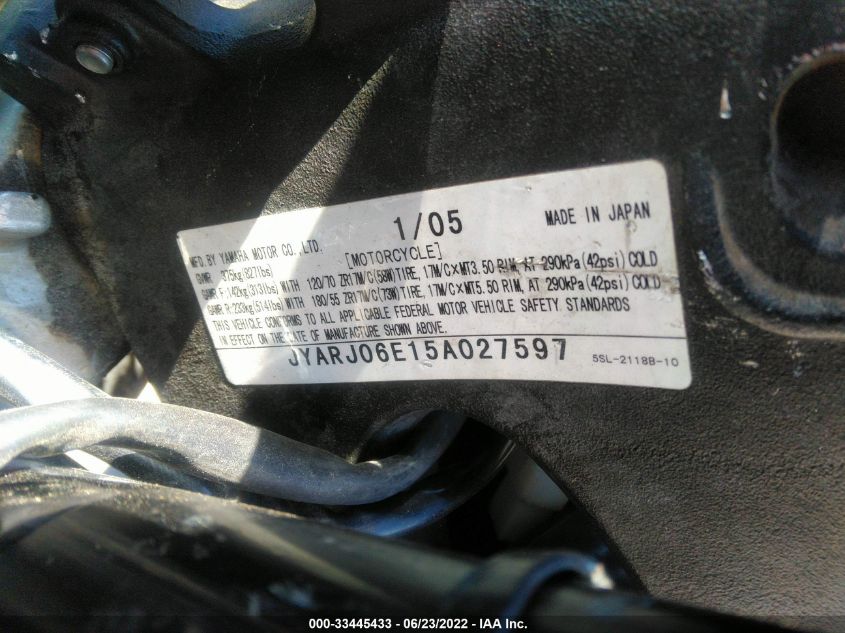 1/05 MADE IN JAPAN
MFD. BY YAMAHA MOTOR CO.,LTD. [MOTORCYCLE]
GVWR 375kg(827lbs)
GAWR F: 142kg(313lbs)WITH 120/70 ZR17M/C(58W)TIRE, 17M/C×MT3.50 RIM, AT 290kPa(42psi)COLD
GAWR R: 233kg(514lbs)WITH 180/55 ZR17M/C(73W)TIRE, 17M/C×MT5.50 RIM, AT 290kPa(42psi)COLD
THIS VEHICLE CONFORMS TO ALL APPLICABLE FEDERAL MOTOR VEHICLE SAFETY STANDARDS
IN EFFECT ON THE DATE OF MANUFACTURE SHOWN ABOVE.
JYARJ06E15A027597 5SL-2118B-10
000-33445433 - 06/23/2022 - IAA Inc.